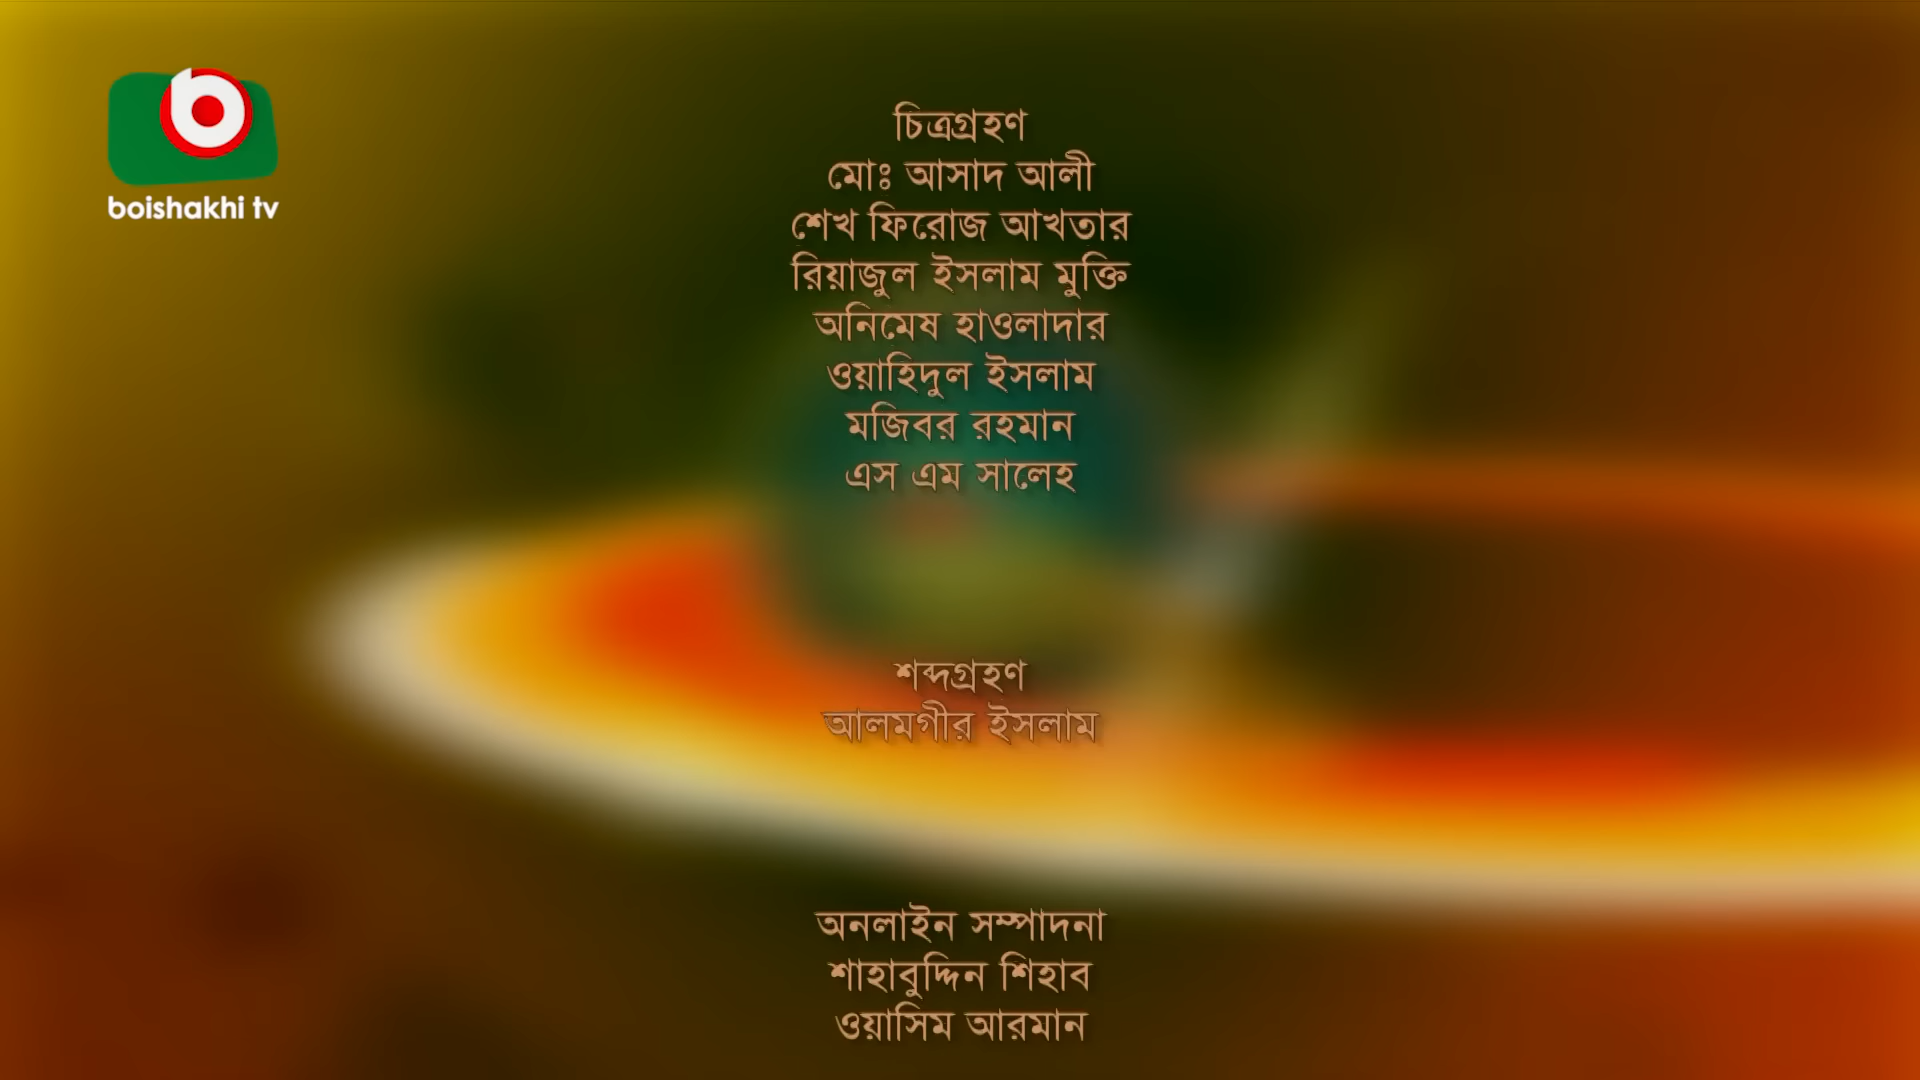 boishakhi tv
চিত্রগ্রহণ
মোঃ আসাদ আলী
শেখ ফিরোজ আখতার
রিয়াজুল ইসলাম মুক্তি
অনিমেষ হাওলাদার
ওয়াহিদুল ইসলাম
মজিবর রহমান
এস এম সালেহ
শব্দগ্রহণ
আলমগীর ইসলাম
অনলাইন সম্পাদনা
শাহাবুদ্দিন শিহাব
ওয়াসিম আরমান